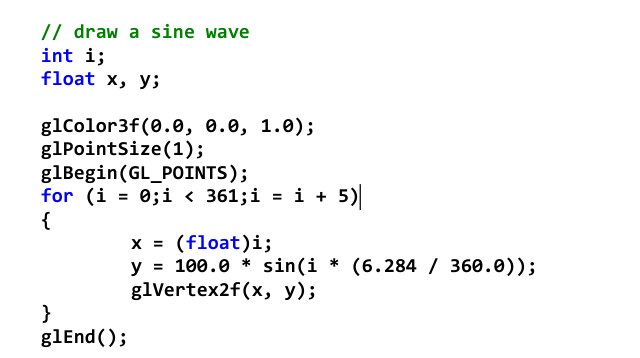 // draw a sine wave
int i;
float x, y;
glColor3f(0.0, 0.0, 1.0);
glPointSize(1);
glBegin(GL_POINTS);
for (i = 0;i < 361;i = i + 5)
{
x = (float)i;
y = 100.0 * sin(i * (6.284 / 360.0));
glVertex2f(x, y);
}
glEnd();